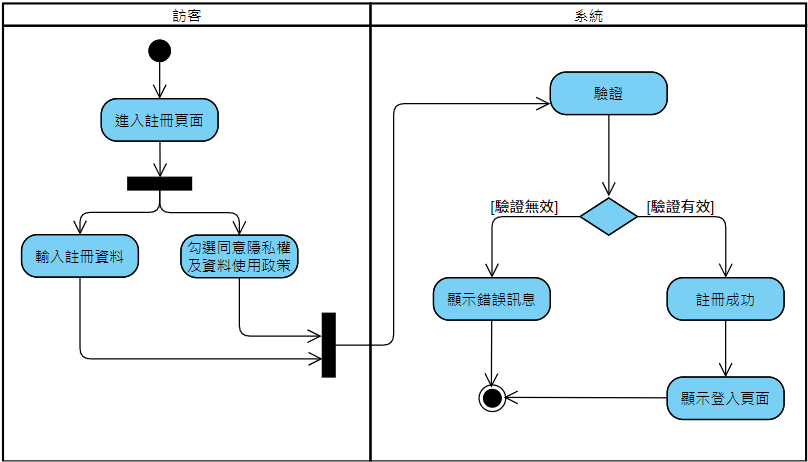 訪客
系統
進入註冊頁面
輸入註冊資料
勾選同意隱私權
及資料使用政策
驗證
[驗證無效]
[驗證有效]
顯示錯誤訊息
註冊成功
顯示登入頁面